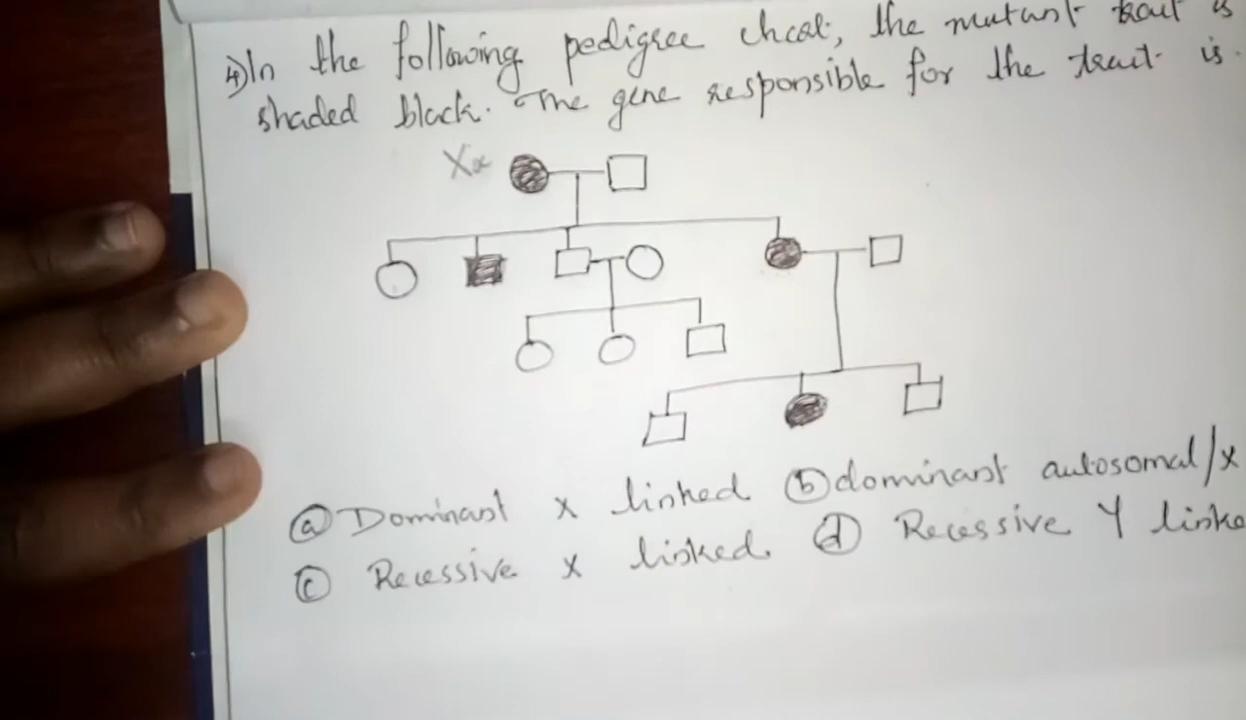 4) In the following pedigree chart, the mutant trait is
shaded black. The gene responsible for the trait is.
Xx
(a) Dominant x linked (b) dominant autosomal/x
(c) Recessive x linked. (d) Recessive Y linke